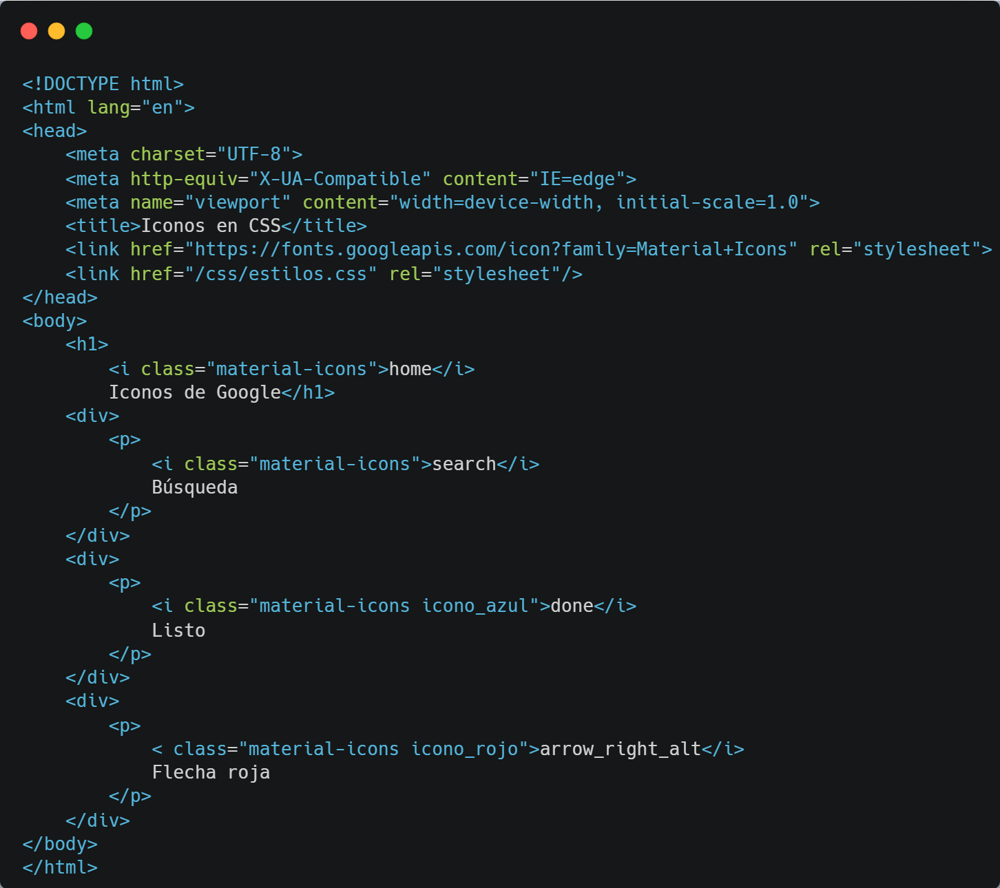 <!DOCTYPE html>
<html lang="en">
<head>
    <meta charset="UTF-8">
    <meta http-equiv="X-UA-Compatible" content="IE=edge">
    <meta name="viewport" content="width=device-width, initial-scale=1.0">
    <title>Iconos en CSS</title>
    <link href="https://fonts.googleapis.com/icon?family=Material+Icons" rel="stylesheet">
    <link href="/css/estilos.css" rel="stylesheet"/>
</head>
<body>
    <h1>
        <i class="material-icons">home</i>
        Iconos de Google</h1>
    <div>
        <p>
            <i class="material-icons">search</i>
            Búsqueda
        </p>
    </div>
    <div>
        <p>
            <i class="material-icons icono_azul">done</i>
            Listo
        </p>
    </div>
    <div>
        <p>
            < class="material-icons icono_rojo">arrow_right_alt</i>
            Flecha roja
        </p>
    </div>
</body>
</html>